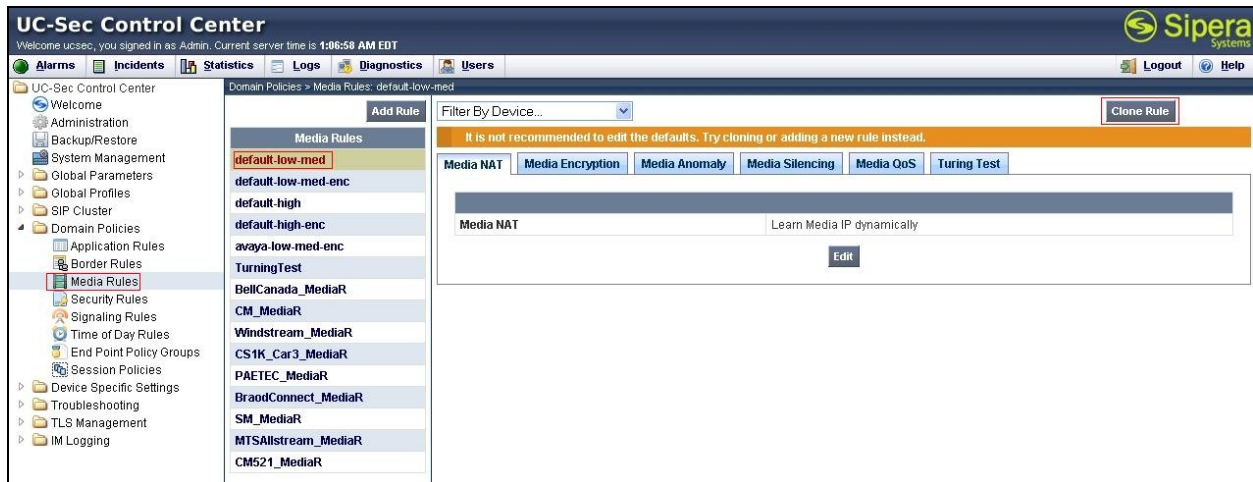 UC-Sec Control Center
Welcome ucsec, you signed in as Admin. Current server time is 1:06:58 AM EDT
Sipera
Systems
Alarms Incidents Statistics Logs Diagnostics Users Logout Help
UC-Sec Control Center
Welcome
Administration
Backup/Restore
System Management
Global Parameters
Global Profiles
SIP Cluster
Domain Policies
Application Rules
Border Rules
Media Rules
Security Rules
Signaling Rules
Time of Day Rules
End Point Policy Groups
Session Policies
Device Specific Settings
Troubleshooting
TLS Management
IM Logging
Domain Policies > Media Rules: default-low-med
Add Rule
Media Rules
default-low-med
default-low-med-enc
default-high
default-high-enc
avaya-low-med-enc
TurningTest
BellCanada_MediaR
CM_MediaR
Windstream_MediaR
CS1K_Car3_MediaR
PAETEC_MediaR
BraodConnect_MediaR
SM_MediaR
MTSAllstream_MediaR
CM521_MediaR
Filter By Device...
Clone Rule
It is not recommended to edit the defaults. Try cloning or adding a new rule instead.
Media NAT Media Encryption Media Anomaly Media Silencing Media QoS Turing Test
Media NAT Learn Media IP dynamically
Edit